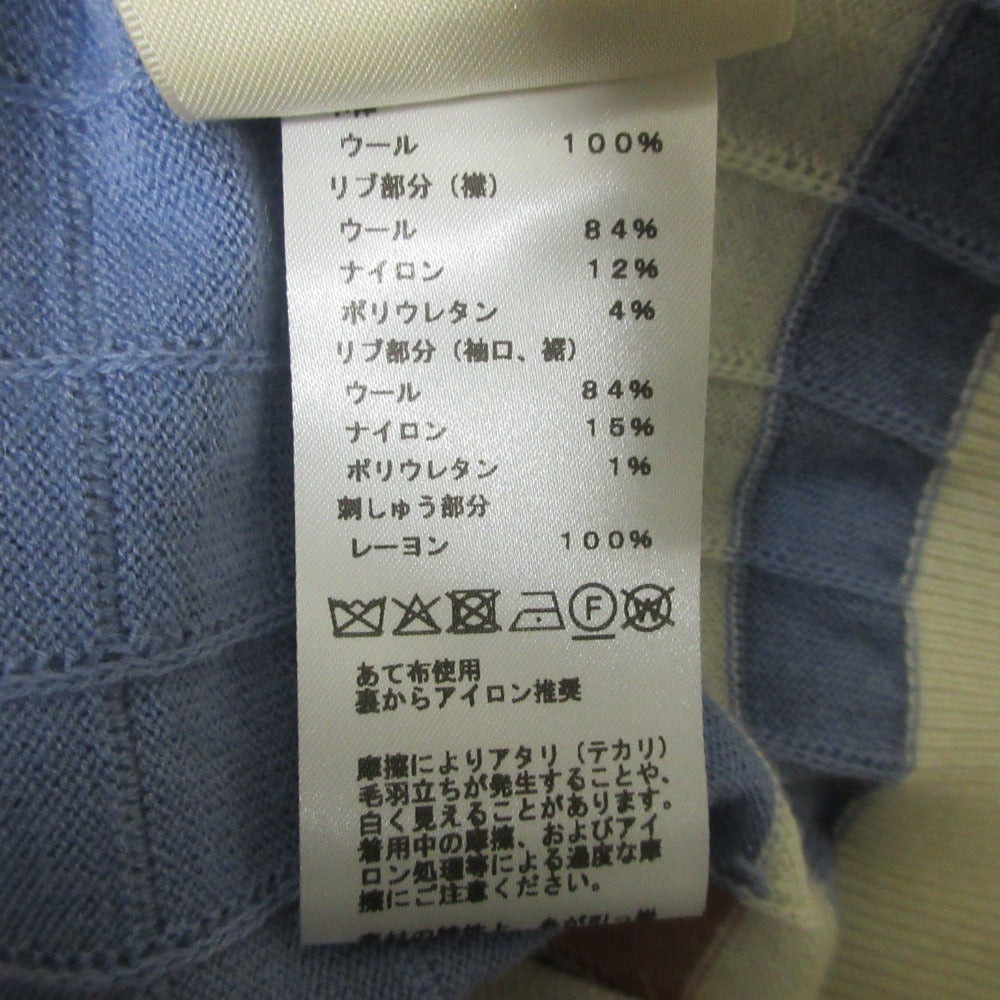 ウール 100%
リブ部分(襟)
ウール 84%
ナイロン 12%
ポリウレタン 4%
リブ部分(袖口、裾)
ウール 84%
ナイロン 15%
ポリウレタン 1%
刺しゅう部分
レーヨン 100%
F W
あて布使用
裏からアイロン推奨
摩擦によりアタリ(テカリ)
毛羽立ちが発生することや、
白く見えることがあります。
着用中の摩擦、およびアイ
ロン処理等による過度な摩
擦にご注意ください。